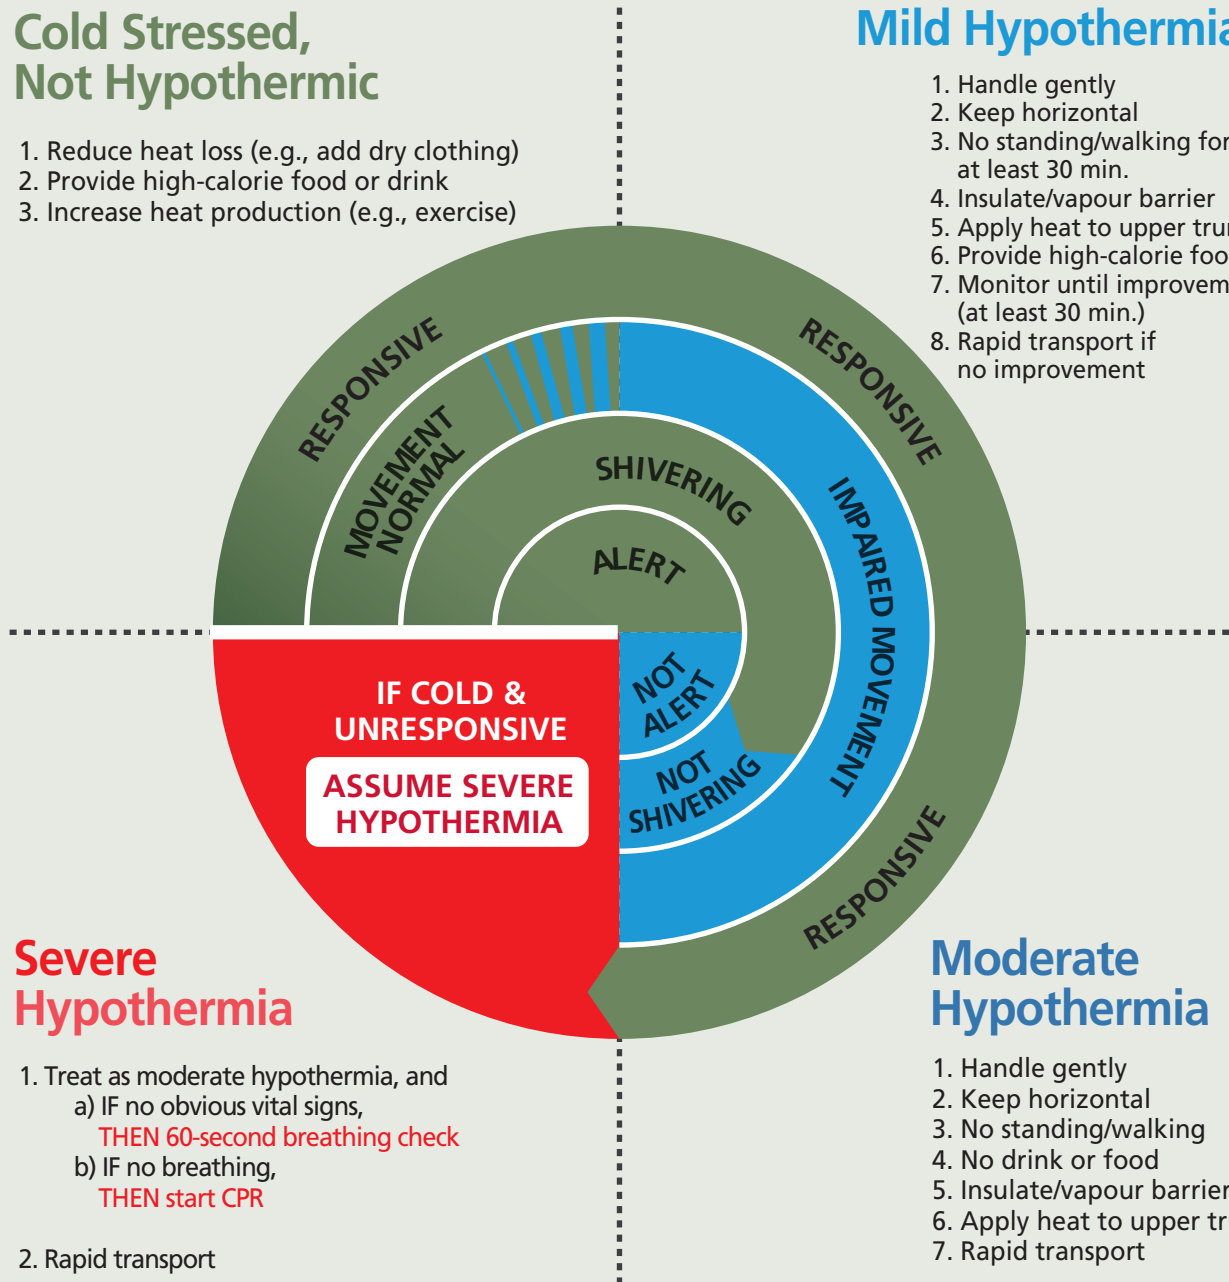 Cold Stressed,
Not Hypothermic
1. Reduce heat loss (e.g., add dry clothing)
2. Provide high-calorie food or drink
3. Increase heat production (e.g., exercise)
Mild Hypothermia
1. Handle gently
2. Keep horizontal
3. No standing/walking for
at least 30 min.
4. Insulate/vapour barrier
5. Apply heat to upper
6. Provide high-calorie
7. Monitor until
(at least 30 min.)
8. Rapid transport if
no improvement
RESPONSIVE
MOVEMENT
NORMAL
SHIVERING
ALERT
RESPONSIVE
IMPAIRED MOVEMENT
NOT
ALERT
NOT
SHIVERING
RESPONSIVE
IF COLD &
UNRESPONSIVE
ASSUME SEVERE
HYPOTHERMIA
Severe
Hypothermia
1. Treat as moderate hypothermia, and
a) IF no obvious vital signs,
THEN 60-second breathing check
b) IF no breathing,
THEN start CPR
2. Rapid transport
Moderate
Hypothermia
1. Handle gently
2. Keep horizontal
3. No standing/walking
4. No drink or food
5. Insulate/vapour barrier
6. Apply heat to upper
7. Rapid transport